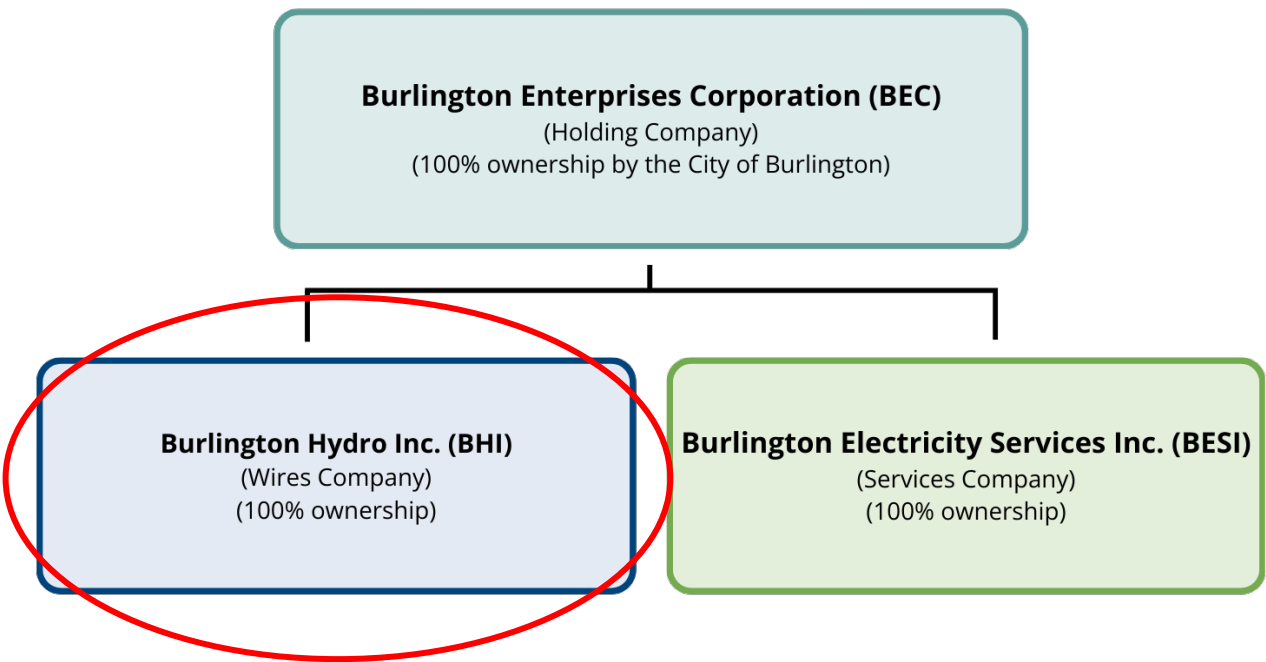 Burlington Enterprises Corporation (BEC)
(Holding Company)
(100% ownership by the City of Burlington)
Burlington Hydro Inc. (BHI)
(Wires Company)
(100% ownership)
Burlington Electricity Services Inc. (BESI)
(Services Company)
(100% ownership)